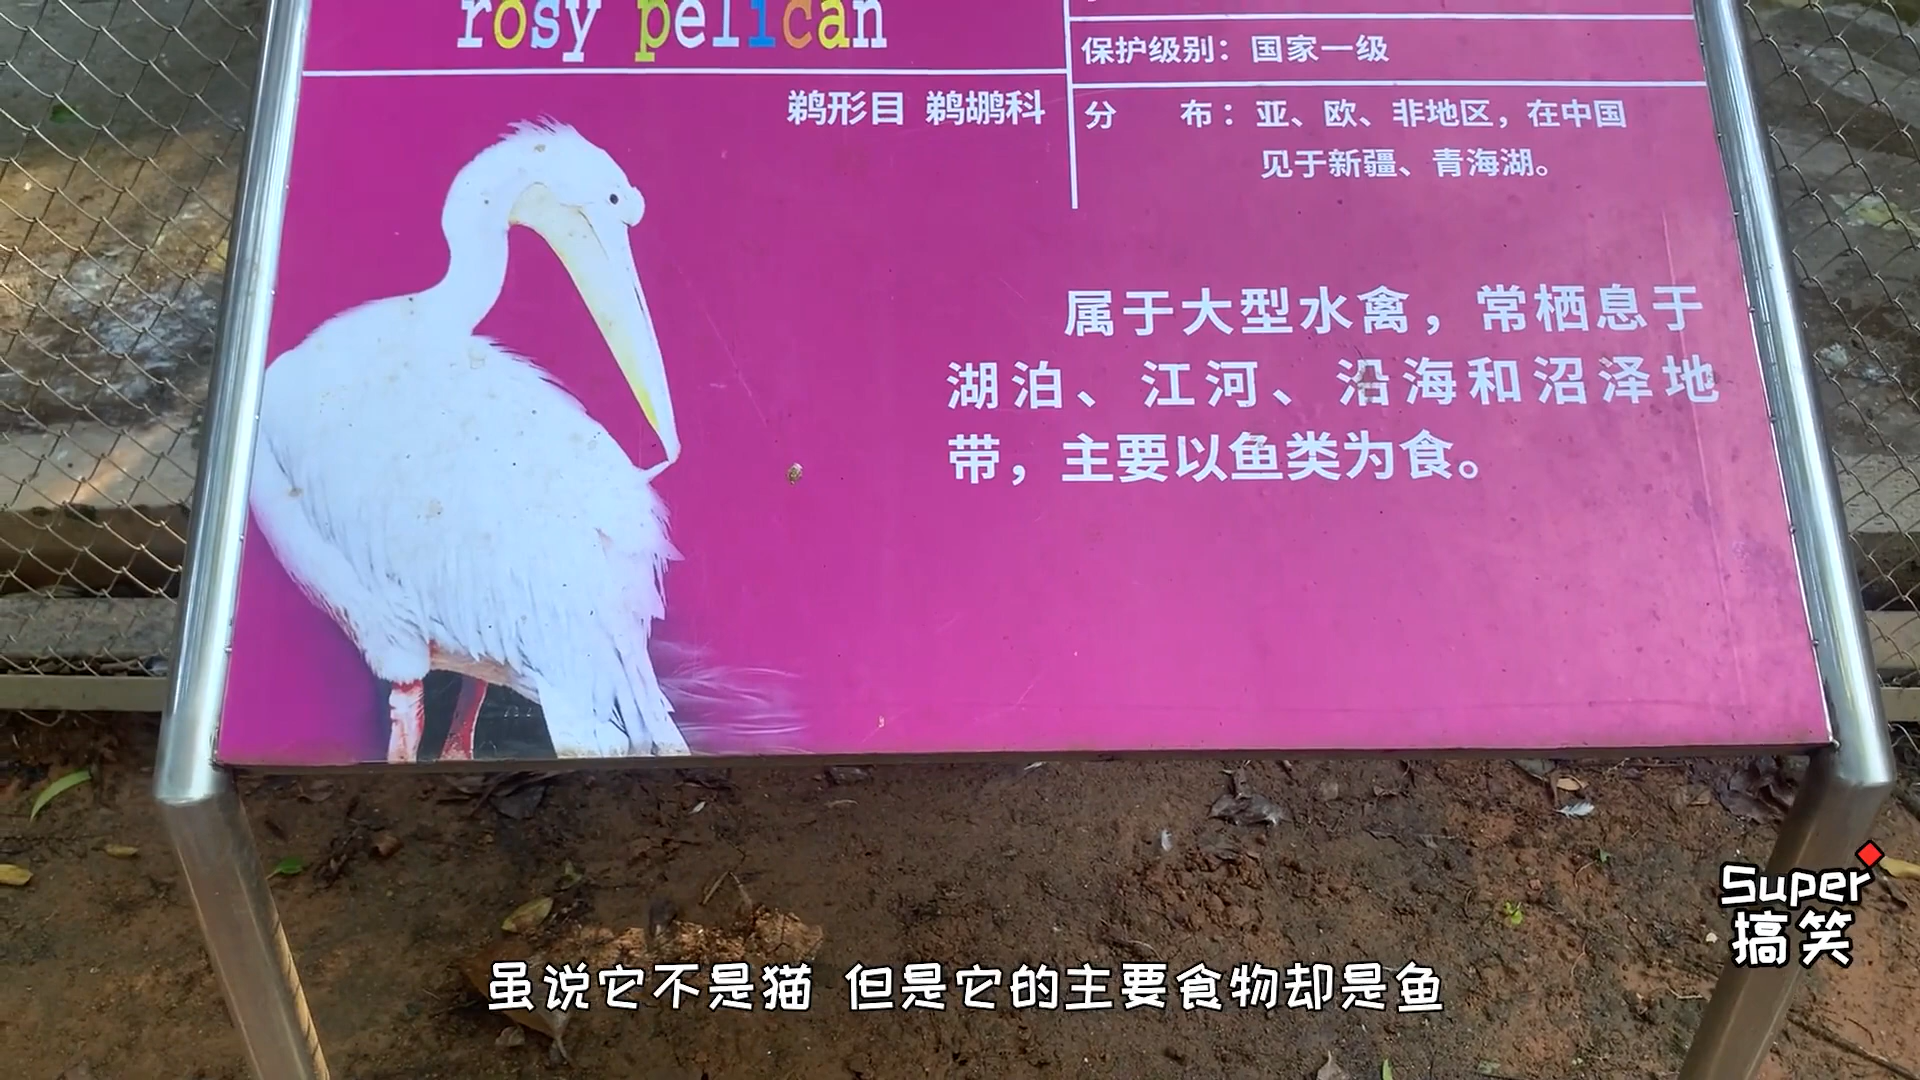 rosy pelican
保护级别：国家一级
鹈形目 鹈鹕科
分 布：亚、欧、非地区，在中国
见于新疆、青海湖。
属于大型水禽，常栖息于
湖泊、江河、沿海和沼泽地
带，主要以鱼类为食。
Super
搞笑
虽说它不是猫 但是它的主要食物却是鱼